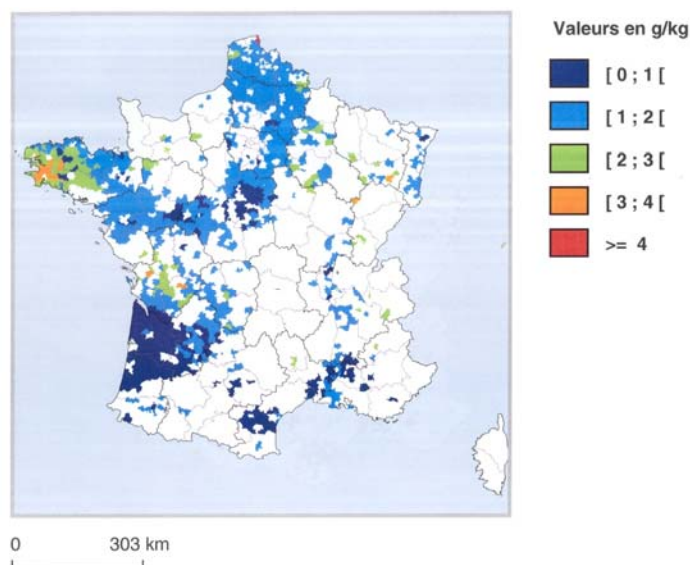 Valeurs en g/kg
[ 0 ; 1 [
[ 1 ; 2 [
[ 2 ; 3 [
[ 3 ; 4 [
>= 4
0 303 km